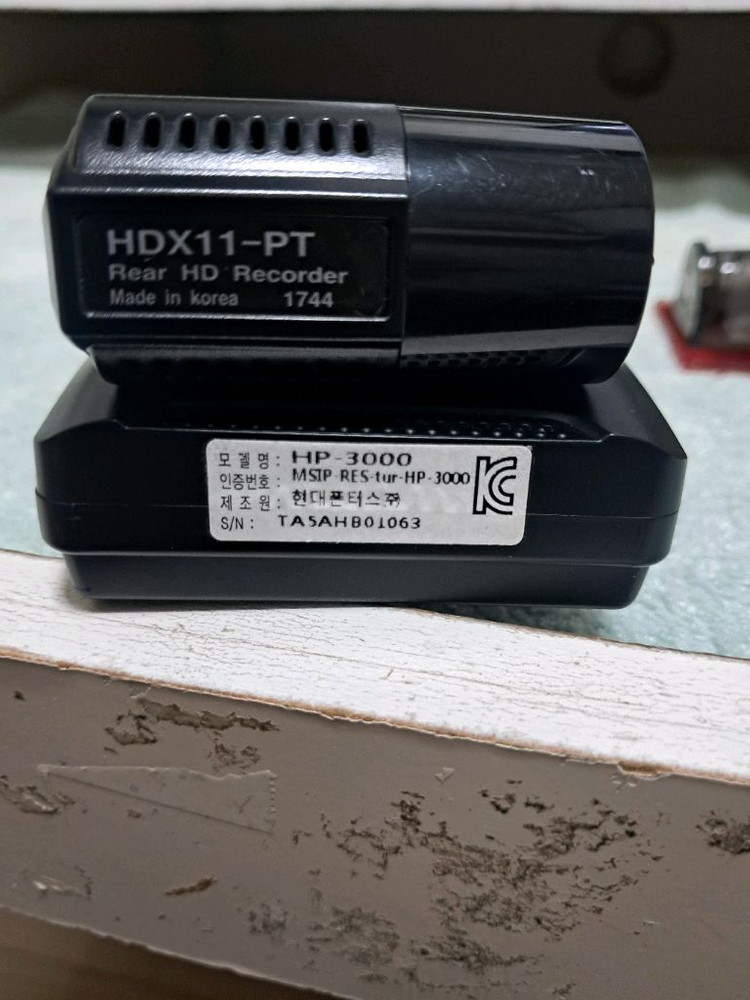 HDX11-PT
Rear HD Recorder
Made in korea 1744
모 델 명 : HP-3000
인증번호 : MSIP-RES-tur-HP-3000
제 조 원 : 현대폰터스㈜
S/N : TA5AHB01063